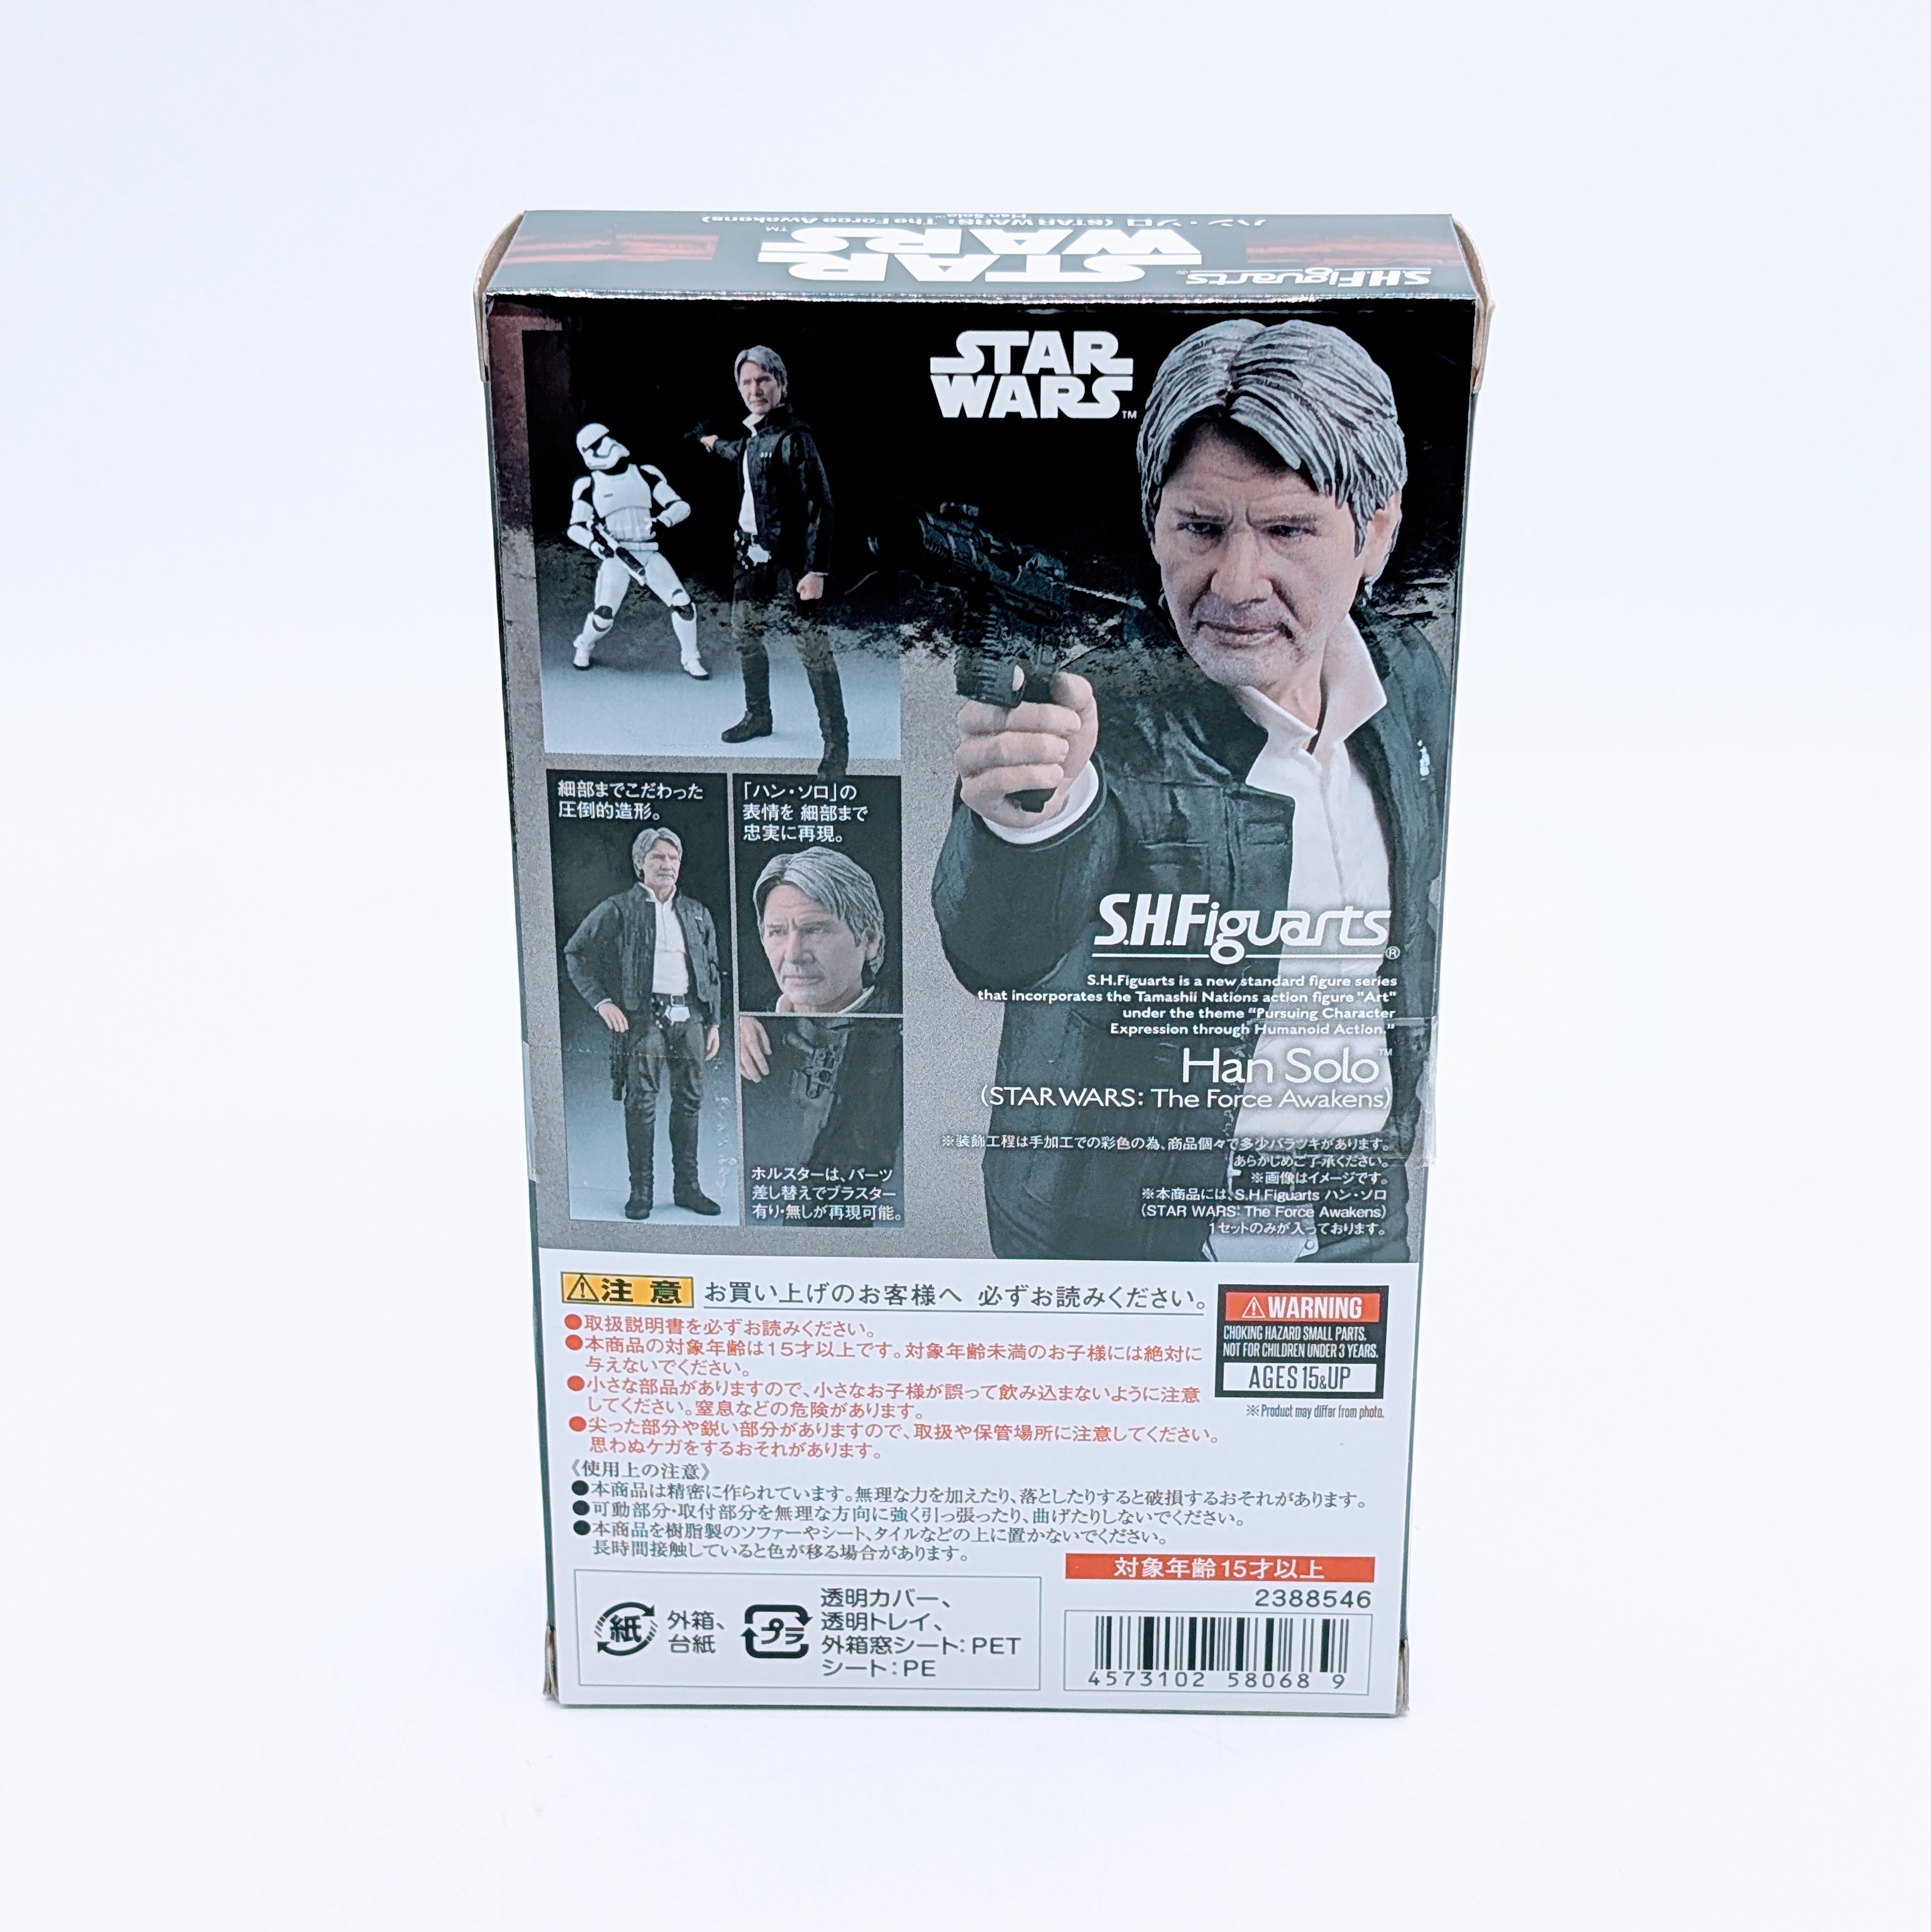 ハン・ソロ (STAR WARS: The Force Awakens)
Han Solo™
STAR
WARS™
S.H.Figuarts®
STAR
WARS™
細部までこだわった
圧倒的造形。
「ハン・ソロ」の
表情を 細部まで
忠実に再現。
ホルスターは、パーツ
差し替えでブラスター
有り・無しが再現可能。
S.H.Figuarts®
S.H.Figuarts is a new standard figure series
that incorporates the Tamashii Nations action figure "Art"
under the theme "Pursuing Character
Expression through Humanoid Action."
Han Solo™
(STAR WARS: The Force Awakens)
※装飾工程は手加工での彩色の為、商品個々で多少バラツキがあります。
あらかじめご了承ください。
※画像はイメージです。
※本商品には、S.H.Figuarts ハン・ソロ
(STAR WARS: The Force Awakens)
1セットのみが入っております。
⚠注 意 お買い上げのお客様へ 必ずお読みください。
●取扱説明書を必ずお読みください。
●本商品の対象年齢は15才以上です。対象年齢未満のお子様には絶対に
与えないでください。
●小さな部品がありますので、小さなお子様が誤って飲み込まないように注意
してください。窒息などの危険があります。
●尖った部分や鋭い部分がありますので、取扱や保管場所に注意してください。
思わぬケガをするおそれがあります。
⚠WARNING
CHOKING HAZARD SMALL PARTS.
NOT FOR CHILDREN UNDER 3 YEARS.
AGES 15&UP
※Product may differ from photo.
《使用上の注意》
●本商品は精密に作られています。無理な力を加えたり、落としたりすると破損するおそれがあります。
●可動部分・取付部分を無理な方向に強く引っ張ったり、曲げたりしないでください。
●本商品を樹脂製のソファーやシート、タイルなどの上に置かないでください。
長時間接触していると色が移る場合があります。
紙 外箱、
台紙
プラ 透明カバー、
透明トレイ、
外箱窓シート：PET
シート：PE
対象年齢15才以上
2388546
4573102 58068 9